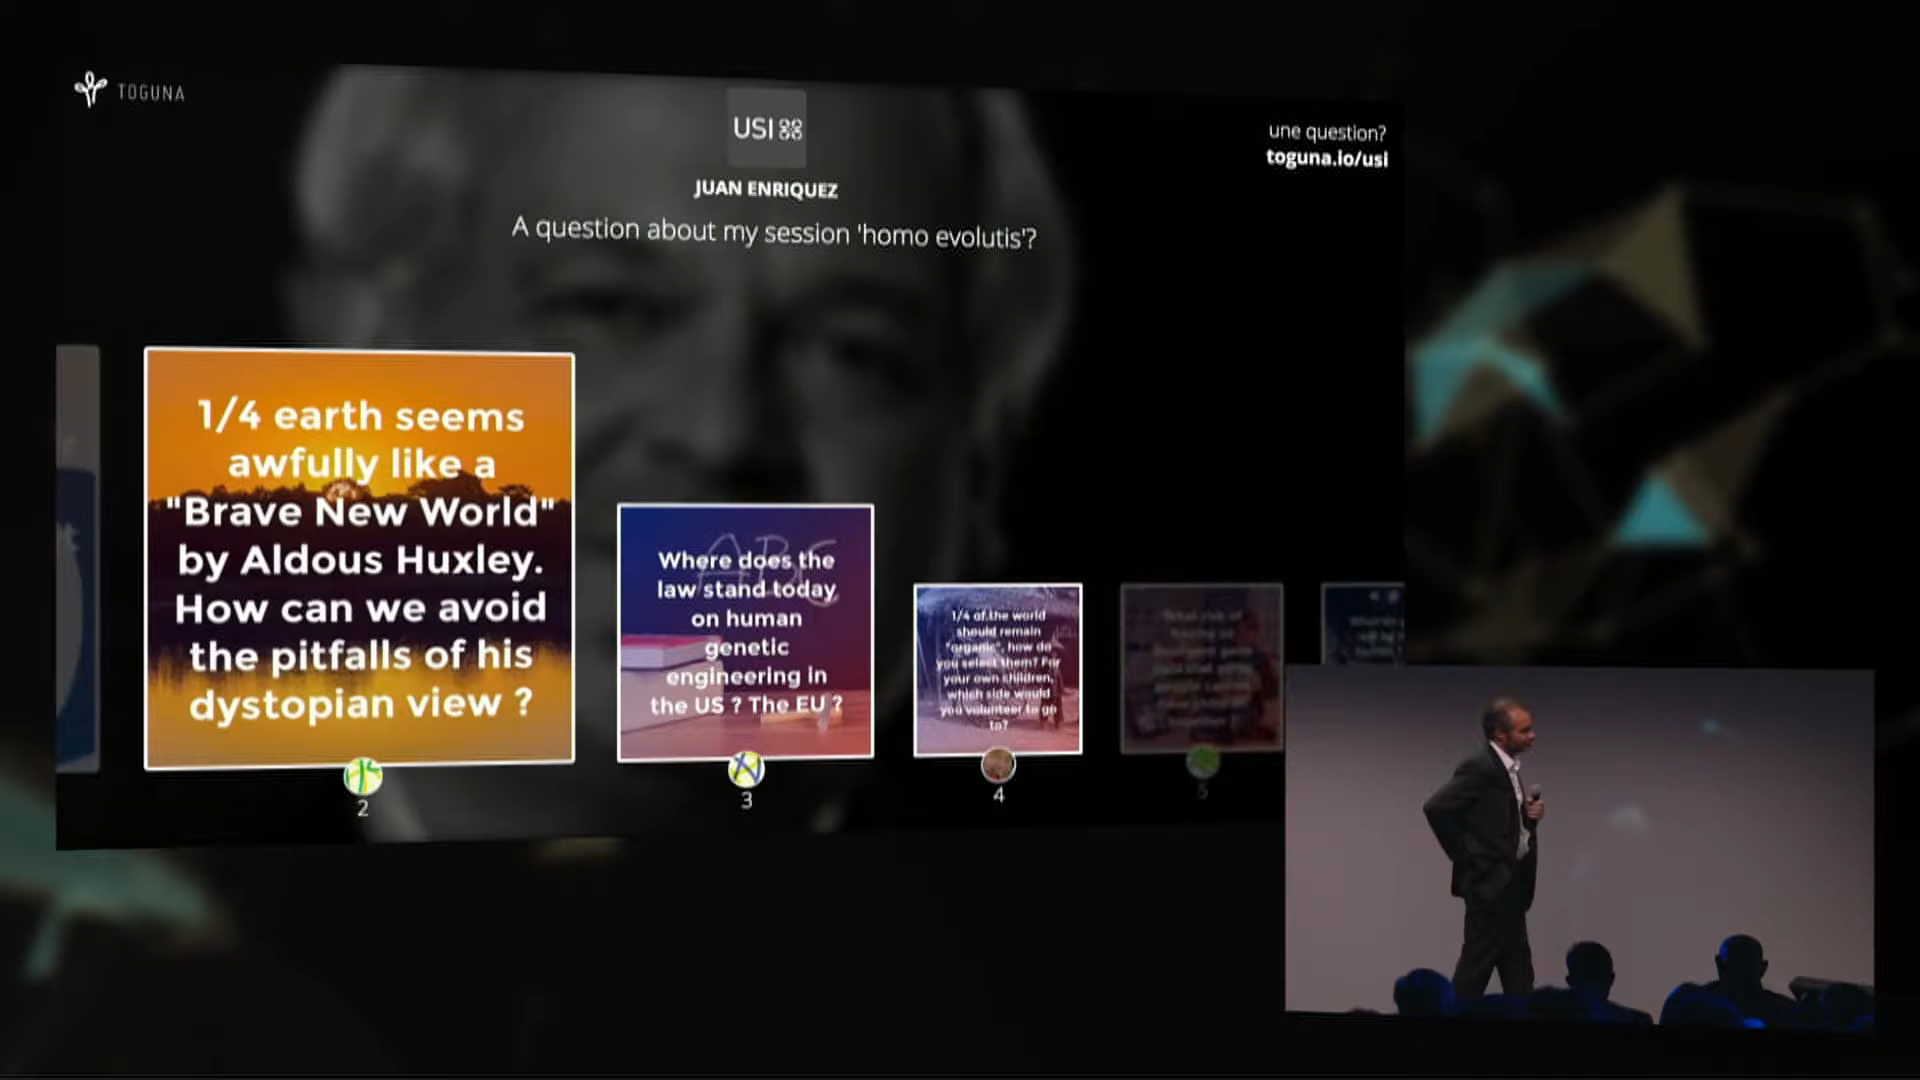 TOGUNA
USI
une question?
toguna.io/usi
JUAN ENRIQUEZ
A question about my session 'homo evolutis'?
1/4 earth seems
awfully like a
"Brave New World"
by Aldous Huxley.
How can we avoid
the pitfalls of his
dystopian view ?
2
ABC
Where does the
law stand today
on human
genetic
engineering in
the US ? The EU ?
3
1/4 of the world
should remain
"organic", how do
you select them? For
your own children,
which side would
you volunteer to go
to?
4
5